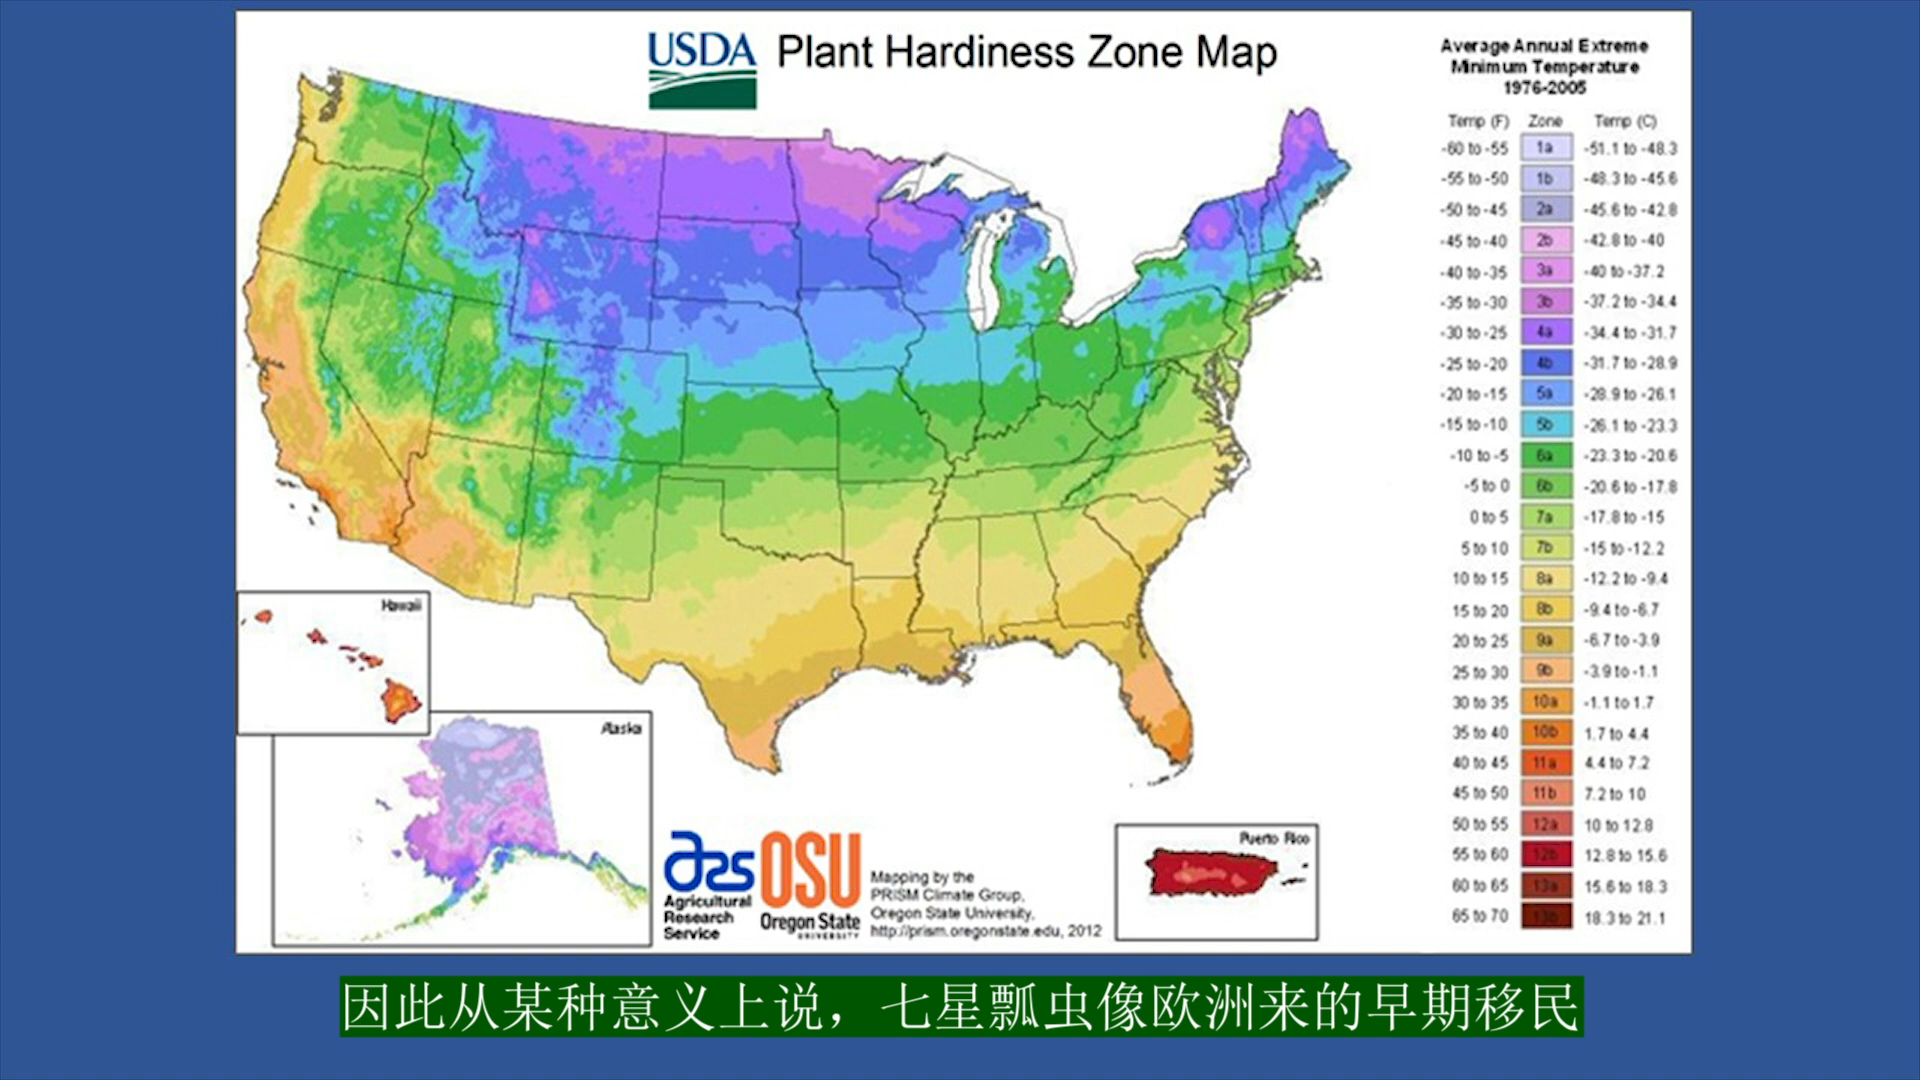 USDA Plant Hardiness Zone Map
Average Annual Extreme
Minimum Temperature
1976-2005
Temp (F) Zone Temp (C)
-60 to -55 1a -51.1 to -48.3
-55 to -50 1b -48.3 to -45.6
-50 to -45 2a -45.6 to -42.8
-45 to -40 2b -42.8 to -40
-40 to -35 3a -40 to -37.2
-35 to -30 3b -37.2 to -34.4
-30 to -25 4a -34.4 to -31.7
-25 to -20 4b -31.7 to -28.9
-20 to -15 5a -28.9 to -26.1
-15 to -10 5b -26.1 to -23.3
-10 to -5 6a -23.3 to -20.6
-5 to 0 6b -20.6 to -17.8
0 to 5 7a -17.8 to -15
5 to 10 7b -15 to -12.2
10 to 15 8a -12.2 to -9.4
15 to 20 8b -9.4 to -6.7
20 to 25 9a -6.7 to -3.9
25 to 30 9b -3.9 to -1.1
30 to 35 10a -1.1 to 1.7
35 to 40 10b 1.7 to 4.4
40 to 45 11a 4.4 to 7.2
45 to 50 11b 7.2 to 10
50 to 55 12a 10 to 12.8
55 to 60 12b 12.8 to 15.6
60 to 65 13a 15.6 to 18.3
65 to 70 13b 18.3 to 21.1
Hawaii
Alaska
ars
Agricultural
Research
Service
OSU
Oregon State
UNIVERSITY
Mapping by the
PRISM Climate Group,
Oregon State University,
http://prism.oregonstate.edu, 2012
Puerto Rico
因此从某种意义上说，七星瓢虫像欧洲来的早期移民